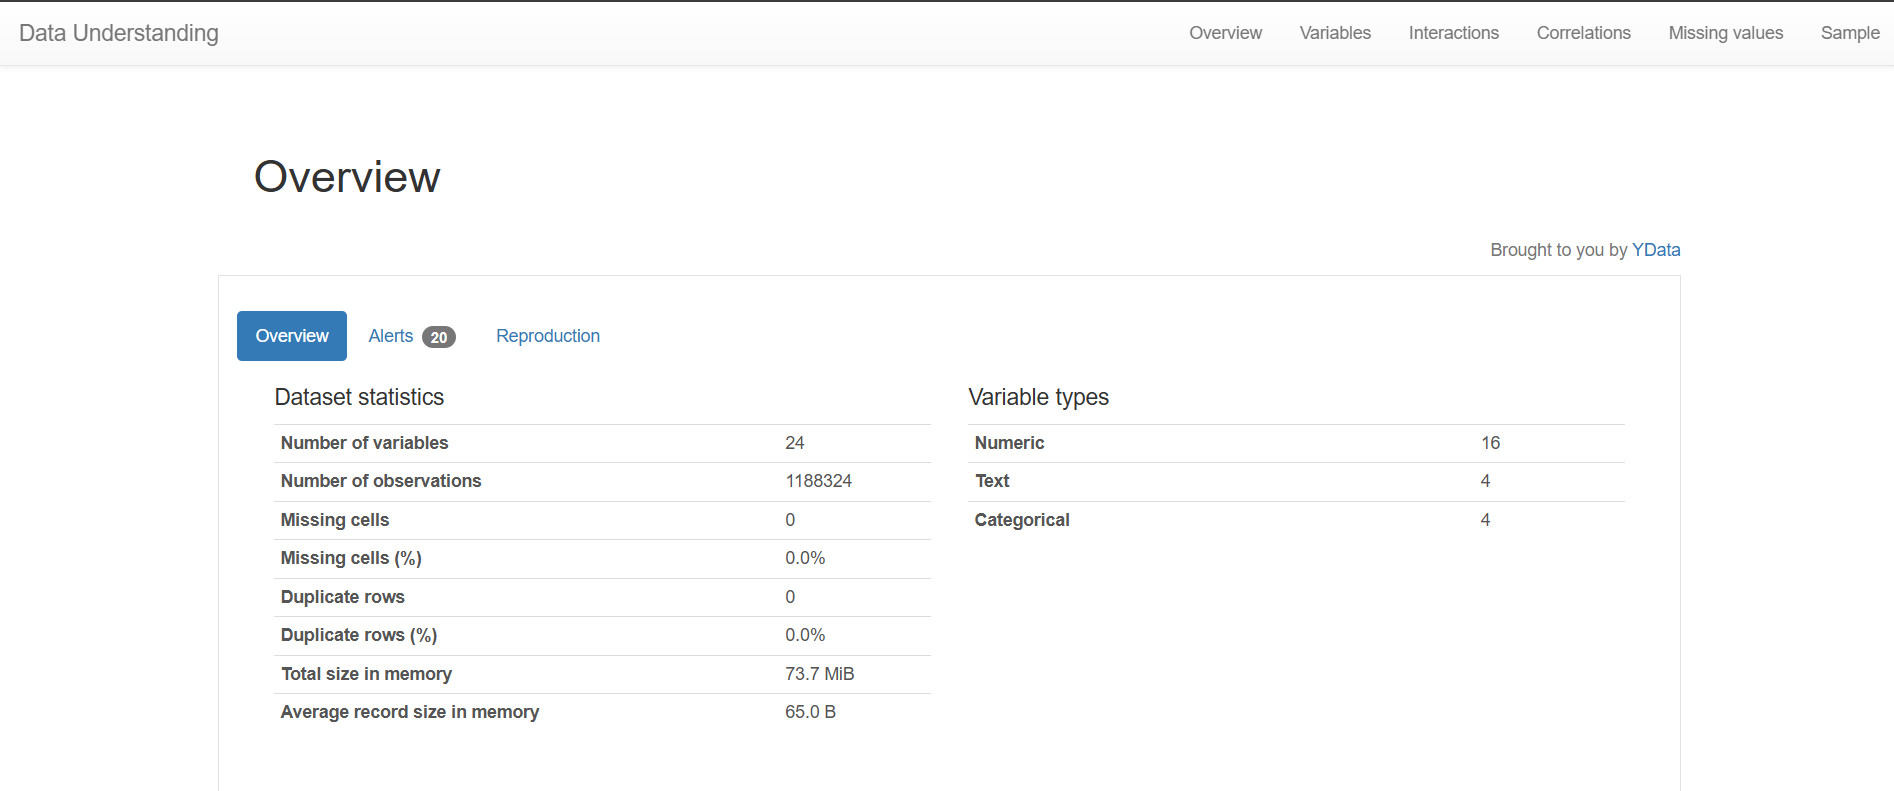 Data Understanding Overview Variables Interactions Correlations Missing values Sample
Overview
Brought to you by YData
Overview Alerts 20 Reproduction
Dataset statistics
Number of variables 24
Number of observations 1188324
Missing cells 0
Missing cells (%) 0.0%
Duplicate rows 0
Duplicate rows (%) 0.0%
Total size in memory 73.7 MiB
Average record size in memory 65.0 B
Variable types
Numeric 16
Text 4
Categorical 4